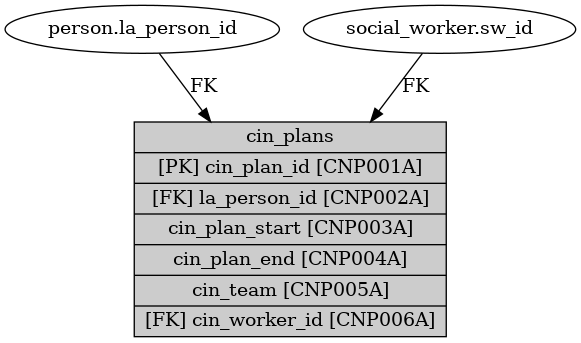 person.la_person_id
social_worker.sw_id
FK
FK
cin_plans
[PK] cin_plan_id [CNP001A]
[FK] la_person_id [CNP002A]
cin_plan_start [CNP003A]
cin_plan_end [CNP004A]
cin_team [CNP005A]
[FK] cin_worker_id [CNP006A]